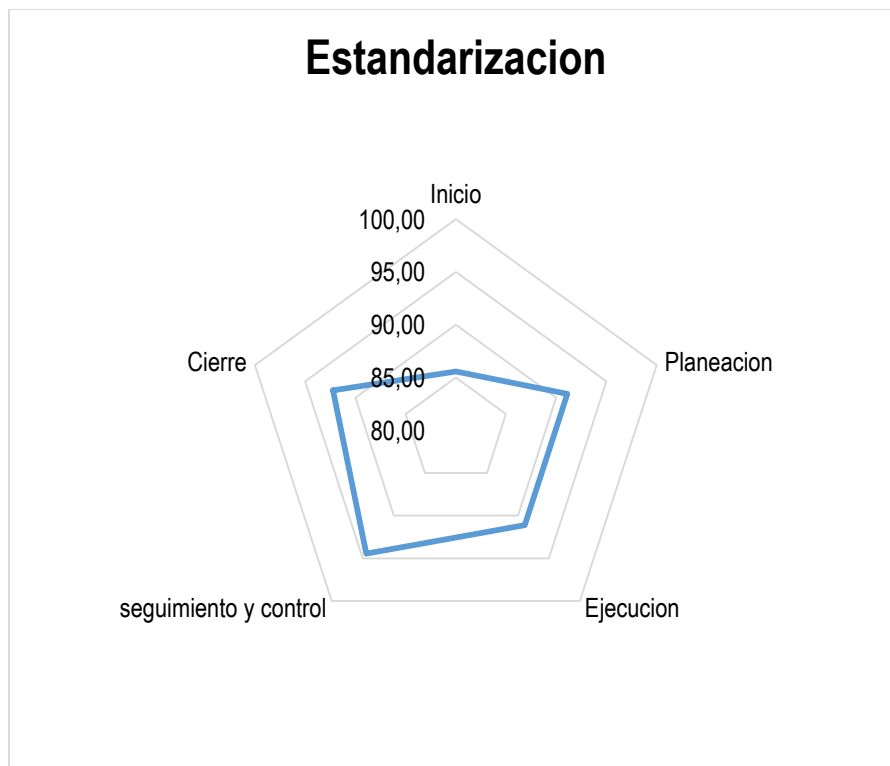 Estandarizacion
Inicio
100,00
95,00
90,00
85,00
80,00
Planeacion
Ejecucion
seguimiento y control
Cierre